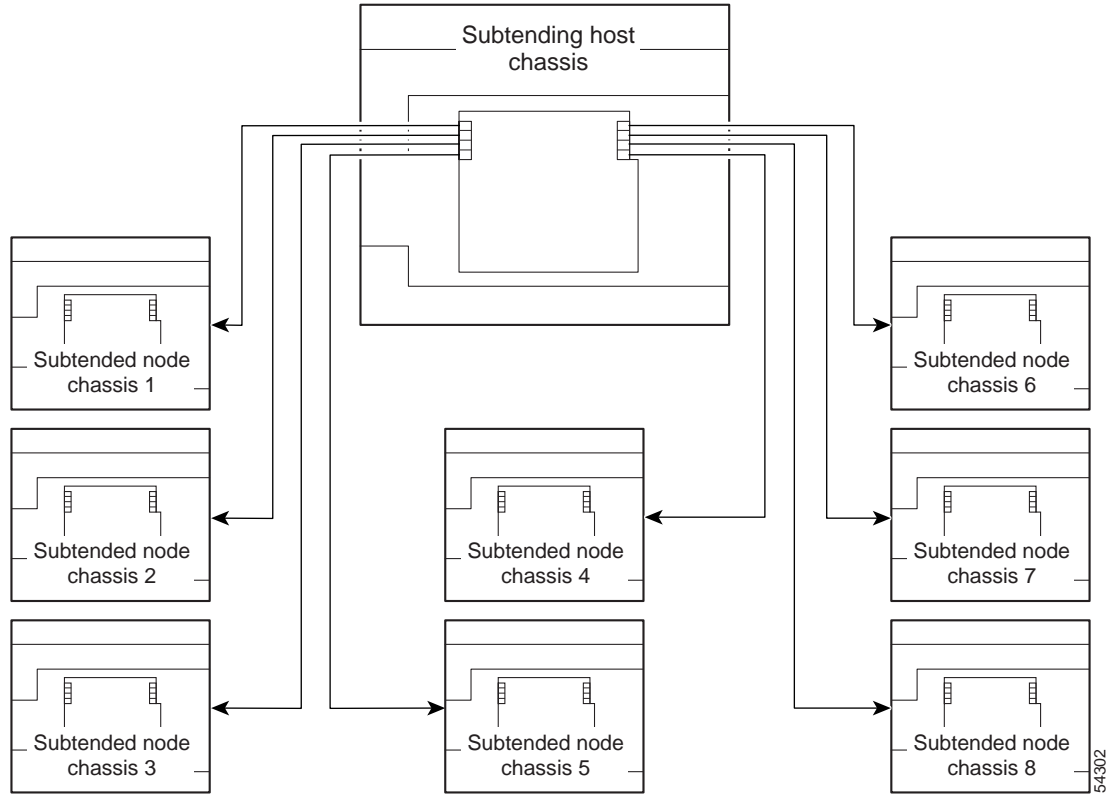 Subtending host
chassis
Subtended node
chassis 1
Subtended node
chassis 6
Subtended node
chassis 2
Subtended node
chassis 4
Subtended node
chassis 7
Subtended node
chassis 3
Subtended node
chassis 5
Subtended node
chassis 8
54302